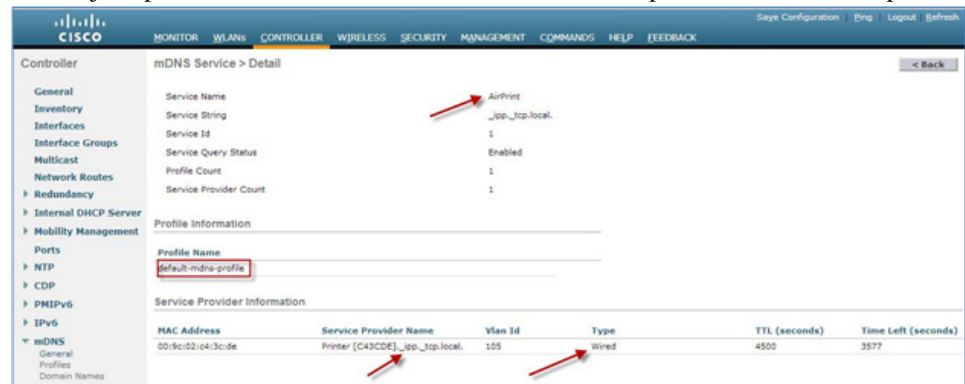 Save Configuration | Ping | Logout | Refresh
CISCO
MONITOR WLANs CONTROLLER WIRELESS SECURITY MANAGEMENT COMMANDS HELP FEEDBACK
Controller
mDNS Service > Detail
< Back
General
Inventory
Interfaces
Interface Groups
Multicast
Network Routes
Redundancy
Internal DHCP Server
Mobility Management
Ports
NTP
CDP
PMIPv6
IPv6
mDNS
General
Profiles
Domain Names
Service Name AirPrint
Service String _ipp._tcp.local.
Service Id 1
Service Query Status Enabled
Profile Count 1
Service Provider Count 1
Profile Information
Profile Name
default-mdns-profile
Service Provider Information
MAC Address Service Provider Name Vlan Id Type TTL (seconds) Time Left (seconds)
00:9c:02:c4:3c:de Printer [C43CDE]._ipp._tcp.local. 105 Wired 4500 3577